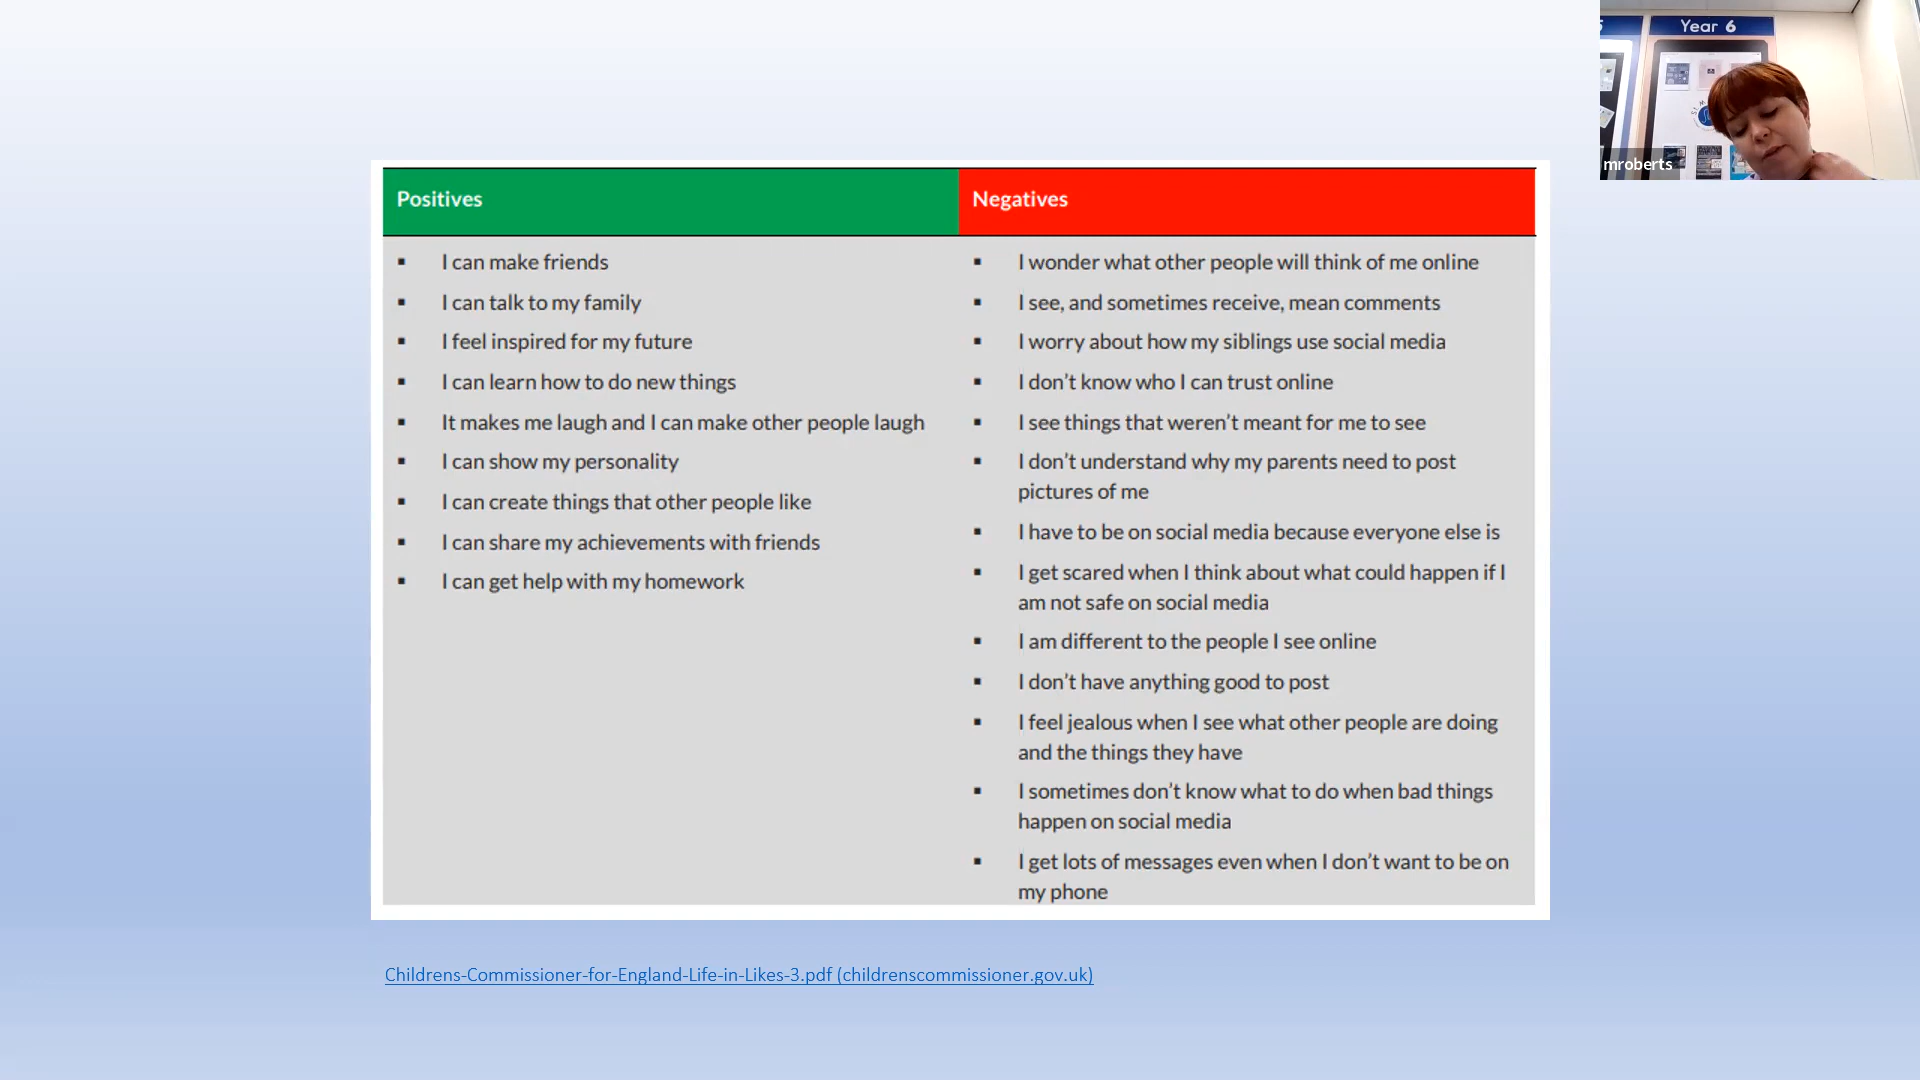 Year 6
mroberts
Positives
Negatives
I can make friends
I can talk to my family
I feel inspired for my future
I can learn how to do new things
It makes me laugh and I can make other people laugh
I can show my personality
I can create things that other people like
I can share my achievements with friends
I can get help with my homework
I wonder what other people will think of me online
I see, and sometimes receive, mean comments
I worry about how my siblings use social media
I don’t know who I can trust online
I see things that weren’t meant for me to see
I don’t understand why my parents need to post
pictures of me
I have to be on social media because everyone else is
I get scared when I think about what could happen if I
am not safe on social media
I am different to the people I see online
I don’t have anything good to post
I feel jealous when I see what other people are doing
and the things they have
I sometimes don’t know what to do when bad things
happen on social media
I get lots of messages even when I don’t want to be on
my phone
Childrens-Commissioner-for-England-Life-in-Likes-3.pdf (childrenscommissioner.gov.uk)